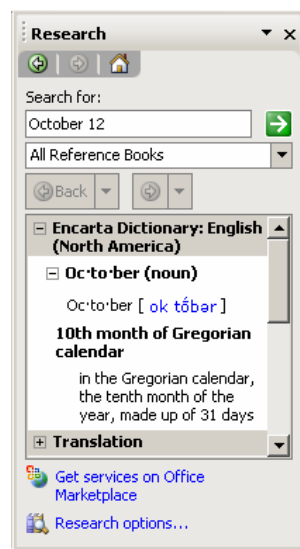 Research
Search for:
October 12
All Reference Books
Back
Encarta Dictionary: English
(North America)
Oc·to·ber (noun)
Oc·to·ber [ ok tṓbər ]
10th month of Gregorian
calendar
in the Gregorian calendar,
the tenth month of the
year, made up of 31 days
Translation
Get services on Office
Marketplace
Research options...